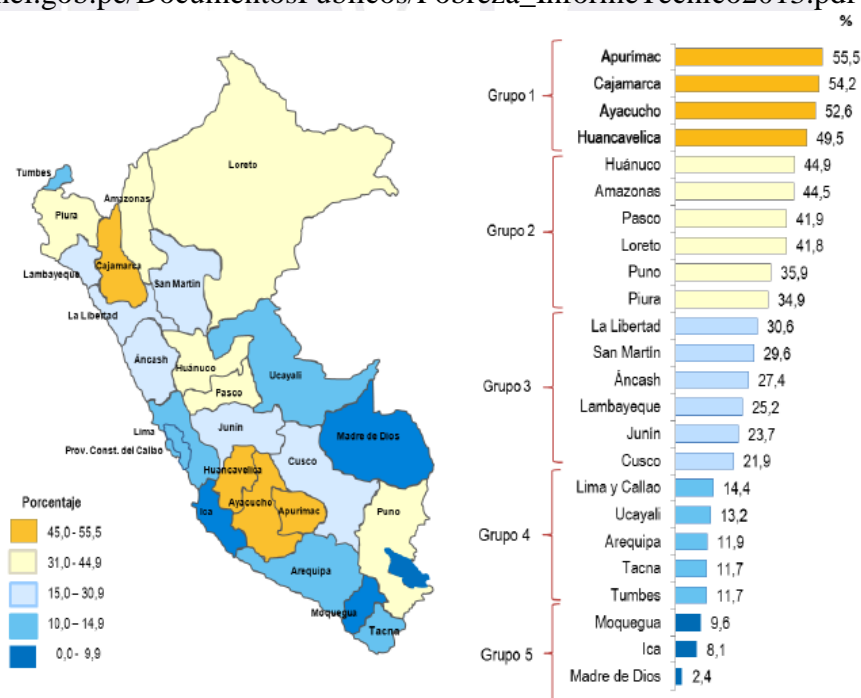 nei.gob.pe/DocumentosPublicos/Pobreza_InformeTecnico2013.pdf
%
Grupo 1
Apurímac 55,5
Cajamarca 54,2
Ayacucho 52,6
Huancavelica 49,5
Grupo 2
Huánuco 44,9
Amazonas 44,5
Pasco 41,9
Loreto 41,8
Puno 35,9
Piura 34,9
Grupo 3
La Libertad 30,6
San Martín 29,6
Áncash 27,4
Lambayeque 25,2
Junín 23,7
Cusco 21,9
Grupo 4
Lima y Callao 14,4
Ucayali 13,2
Arequipa 11,9
Tacna 11,7
Tumbes 11,7
Grupo 5
Moquegua 9,6
Ica 8,1
Madre de Dios 2,4
Loreto
Tumbes
Amazonas
Piura
Cajamarca
Lambayeque
San Martín
La Libertad
Áncash
Huánuco
Ucayali
Pasco
Junín
Lima
Madre de Dios
Prov. Const. del Callao
Cusco
Huancavelica
Ayacucho
Apurímac
Ica
Puno
Arequipa
Moquegua
Tacna
Porcentaje
45,0 - 55,5
31,0 - 44,9
15,0 – 30,9
10,0 – 14,9
0,0 - 9,9